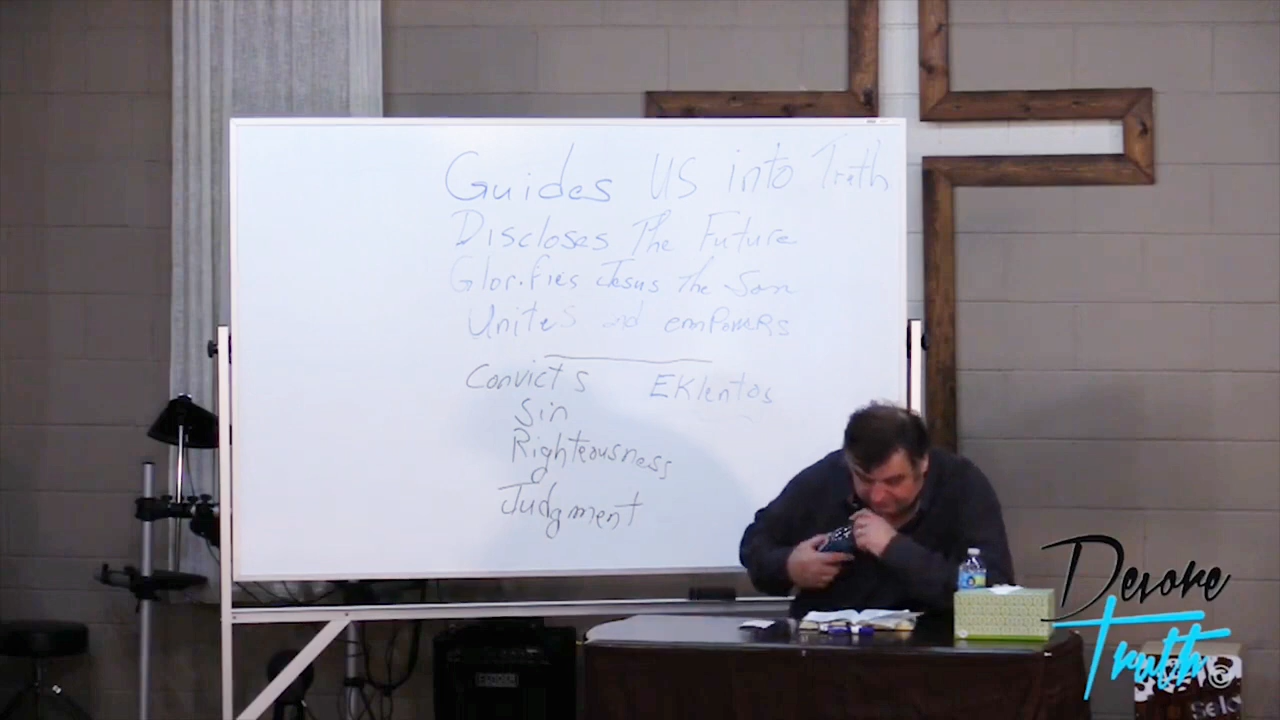 Guides US into Truth
Discloses The Future
Glorifies Jesus the Son
Unites and emPowers
Convicts EKlentos
Sin
Righteousness
Judgment
Desire
Truth